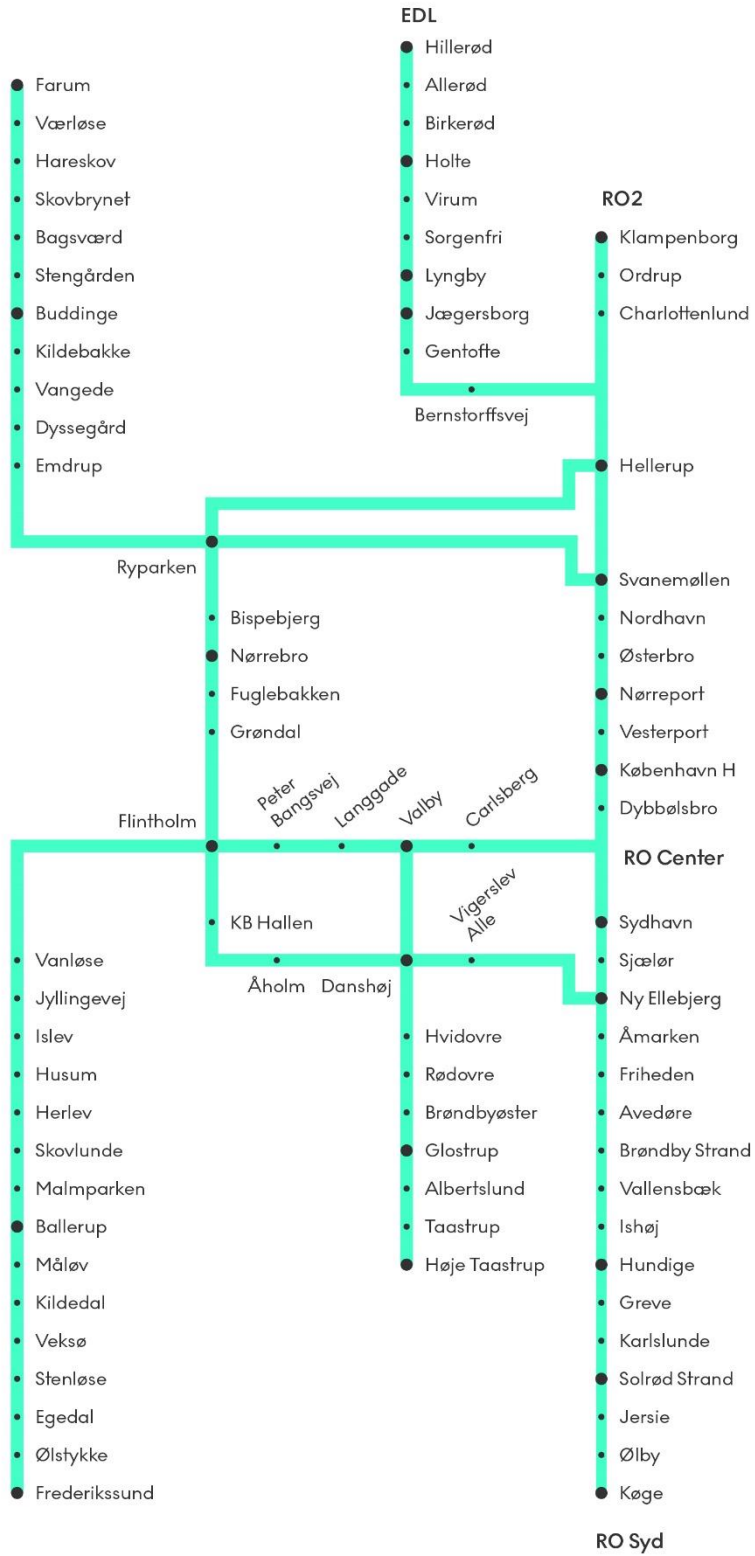 EDL
Hillerød
Allerød
Birkerød
Holte
Virum
Sorgenfri
Lyngby
Jægersborg
Gentofte
Bernstorffsvej
Farum
Værløse
Hareskov
Skovbrynet
Bagsværd
Stengården
Buddinge
Kildebakke
Vangede
Dyssegård
Emdrup
Ryparken
RO2
Klampenborg
Ordrup
Charlottenlund
Hellerup
Svanemøllen
Nordhavn
Østerbro
Nørreport
Vesterport
København H
Dybbølsbro
RO Center
Bispebjerg
Nørrebro
Fuglebakken
Grøndal
Flintholm
Peter
Bangsvej
Langgade
Valby
Carlsberg
KB Hallen
Åholm
Danshøj
Vigerslev
Alle
Vanløse
Jyllingevej
Islev
Husum
Herlev
Skovlunde
Malmparken
Ballerup
Måløv
Kildedal
Veksø
Stenløse
Egedal
Ølstykke
Frederikssund
Hvidovre
Rødovre
Brøndbyøster
Glostrup
Albertslund
Taastrup
Høje Taastrup
Sydhavn
Sjælør
Ny Ellebjerg
Åmarken
Friheden
Avedøre
Brøndby Strand
Vallensbæk
Ishøj
Hundige
Greve
Karlslunde
Solrød Strand
Jersie
Ølby
Køge
RO Syd